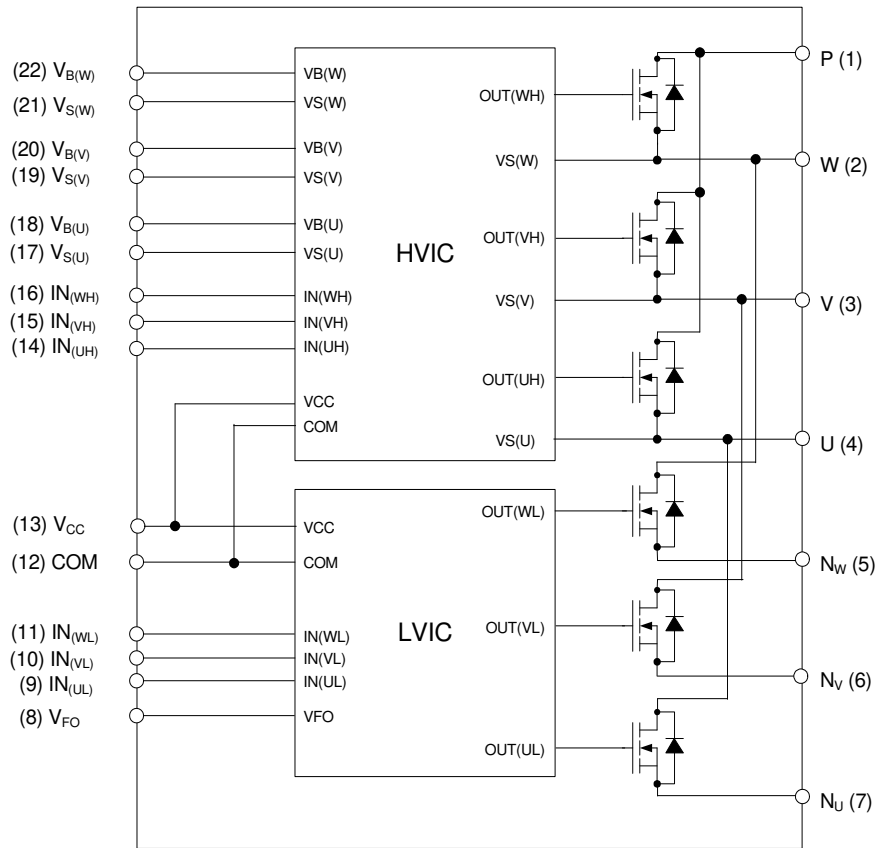 (22) VB(W)
(21) VS(W)
(20) VB(V)
(19) VS(V)
(18) VB(U)
(17) VS(U)
(16) IN(WH)
(15) IN(VH)
(14) IN(UH)
(13) VCC
(12) COM
(11) IN(WL)
(10) IN(VL)
(9) IN(UL)
(8) VFO
VB(W)
VS(W)
VB(V)
VS(V)
VB(U)
VS(U)
IN(WH)
IN(VH)
IN(UH)
VCC
COM
HVIC
OUT(WH)
VS(W)
OUT(VH)
VS(V)
OUT(UH)
VS(U)
VCC
COM
IN(WL)
IN(VL)
IN(UL)
VFO
LVIC
OUT(WL)
OUT(VL)
OUT(UL)
P (1)
W (2)
V (3)
U (4)
NW (5)
NV (6)
NU (7)